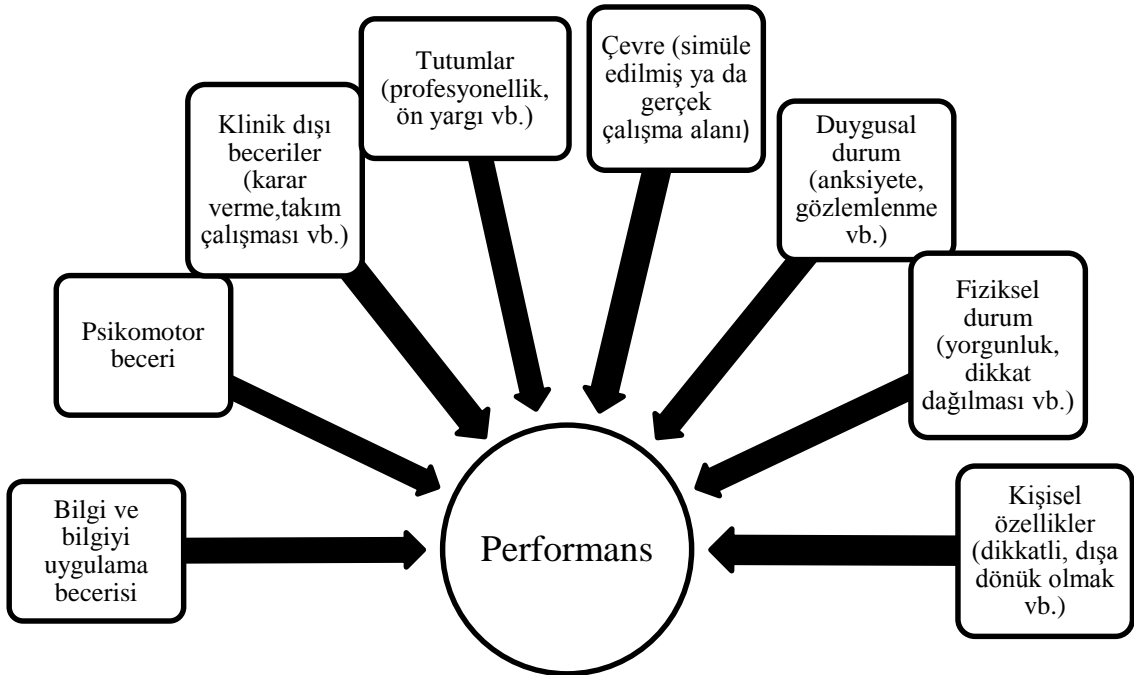 Bilgi ve
bilgiyi
uygulama
becerisi
Psikomotor
beceri
Klinik dışı
beceriler
(karar
verme,takım
çalışması vb.)
Tutumlar
(profesyonellik,
ön yargı vb.)
Çevre (simüle
edilmiş ya da
gerçek
çalışma alanı)
Duygusal
durum
(anksiyete,
gözlemlenme
vb.)
Fiziksel
durum
(yorgunluk,
dikkat
dağılması vb.)
Kişisel
özellikler
(dikkatli, dışa
dönük olmak
vb.)
Performans